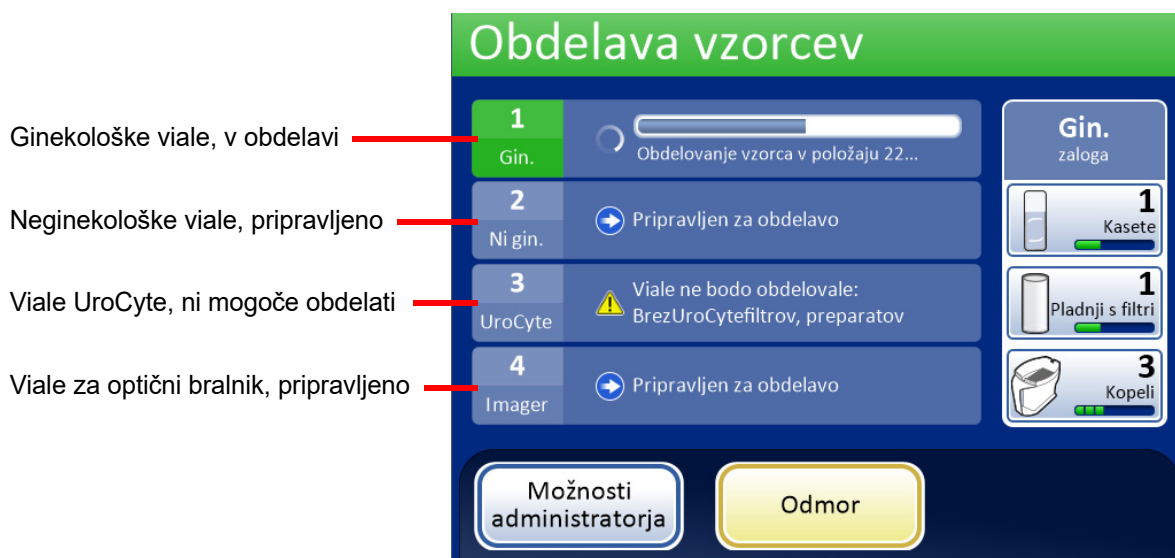 Obdelava vzorcev
Ginekološke viale, v obdelavi
1
Gin.
Obdelovanje vzorca v položaju 22...
Neginekološke viale, pripravljeno
2
Ni gin.
Pripravljen za obdelavo
Viale UroCyte, ni mogoče obdelati
3
UroCyte
Viale ne bodo obdelovale:
BrezUroCytefiltrov, preparatov
Viale za optični bralnik, pripravljeno
4
Imager
Pripravljen za obdelavo
Gin.
zaloga
1
Kasete
1
Pladnji s filtri
3
Kopeli
Možnosti
administratorja
Odmor